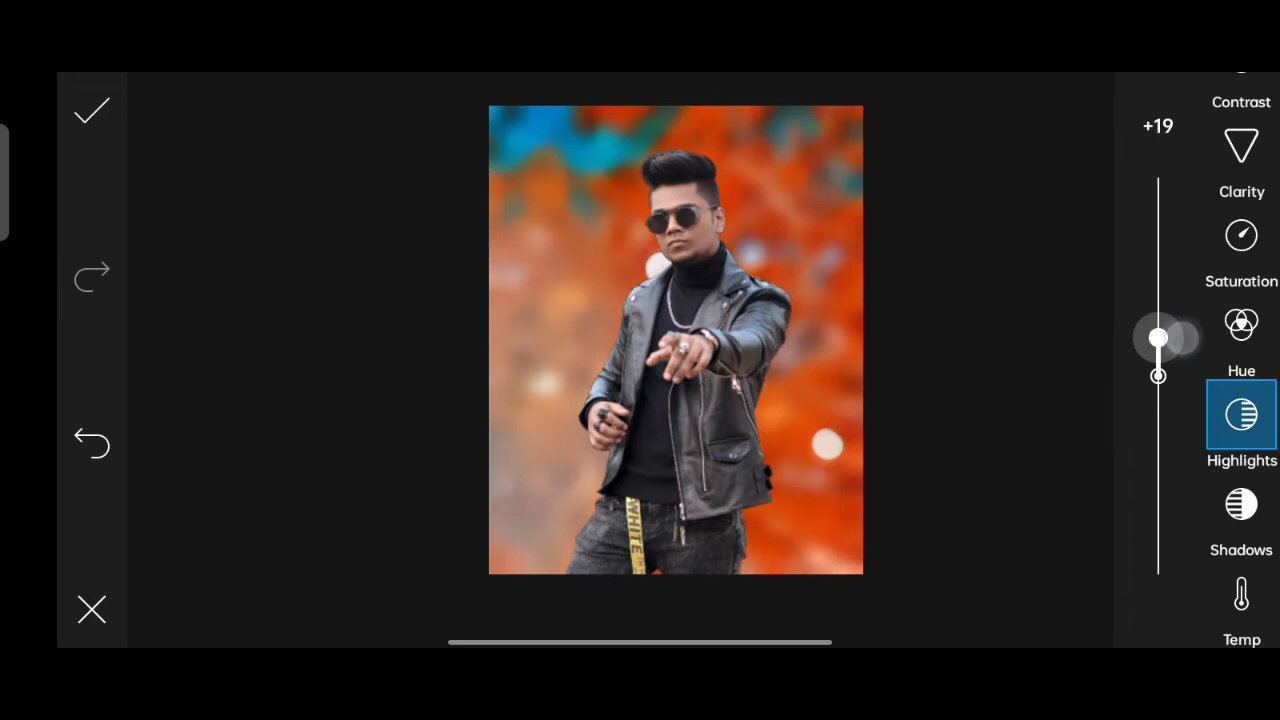 Contrast
+19
Clarity
Saturation
Hue
Highlights
Shadows
Temp
WHITE